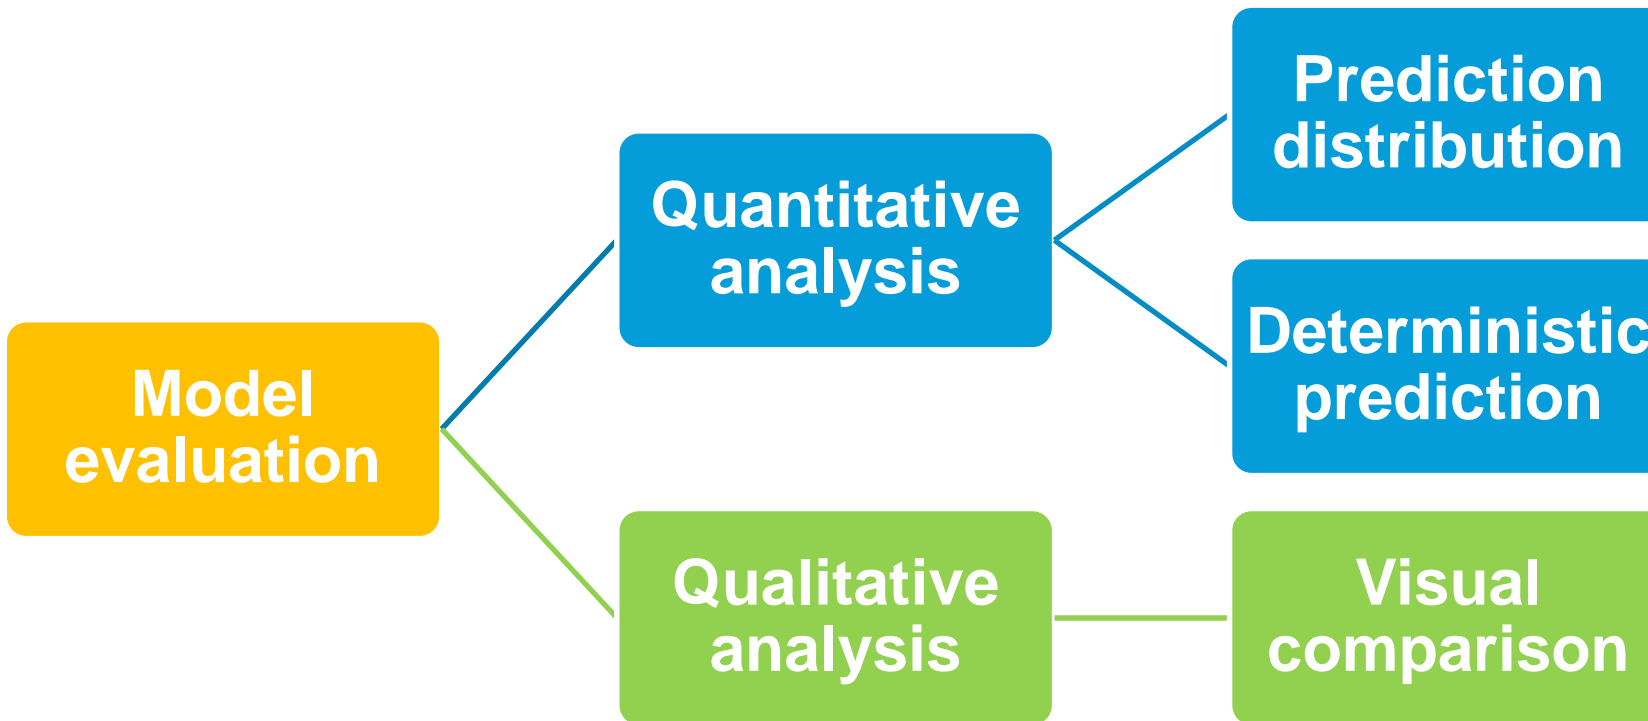 Model
evaluation
Quantitative
analysis
Prediction
distribution
Deterministic
prediction
Qualitative
analysis
Visual
comparison